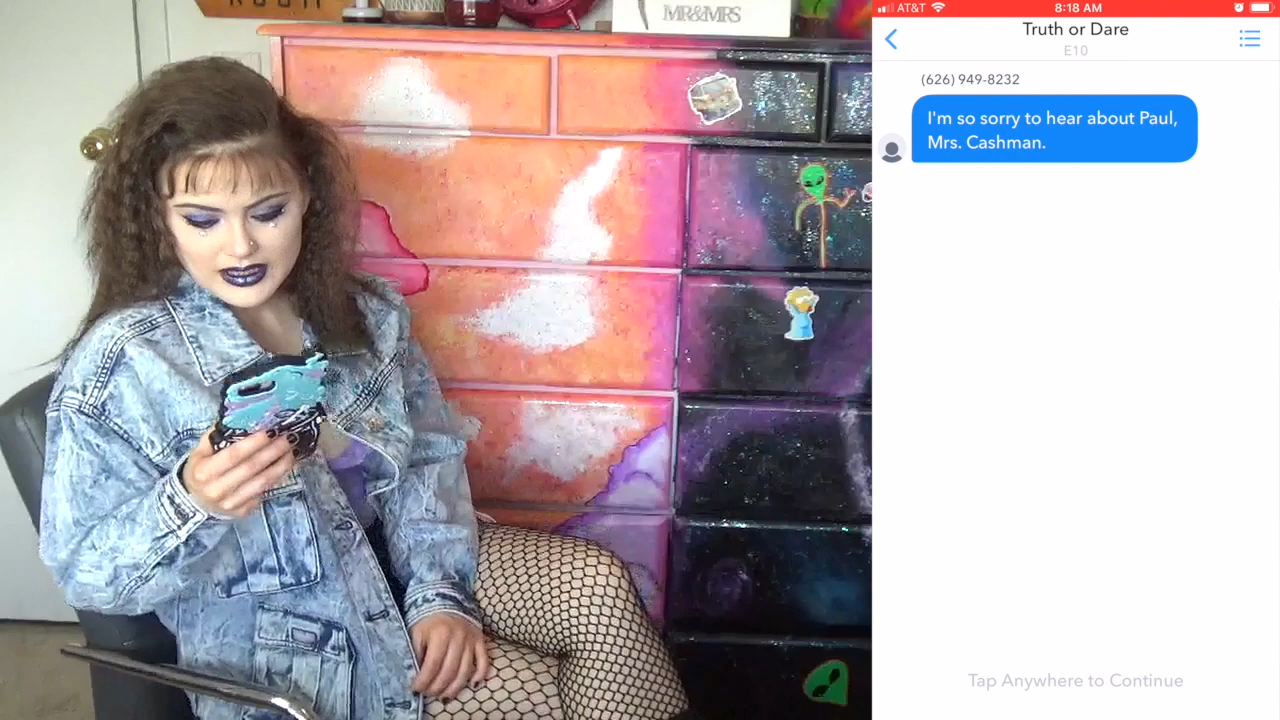 ROOM
MR&MRS
AT&T
8:18 AM
Truth or Dare
E10
(626) 949-8232
I'm so sorry to hear about Paul,
Mrs. Cashman.
Tap Anywhere to Continue